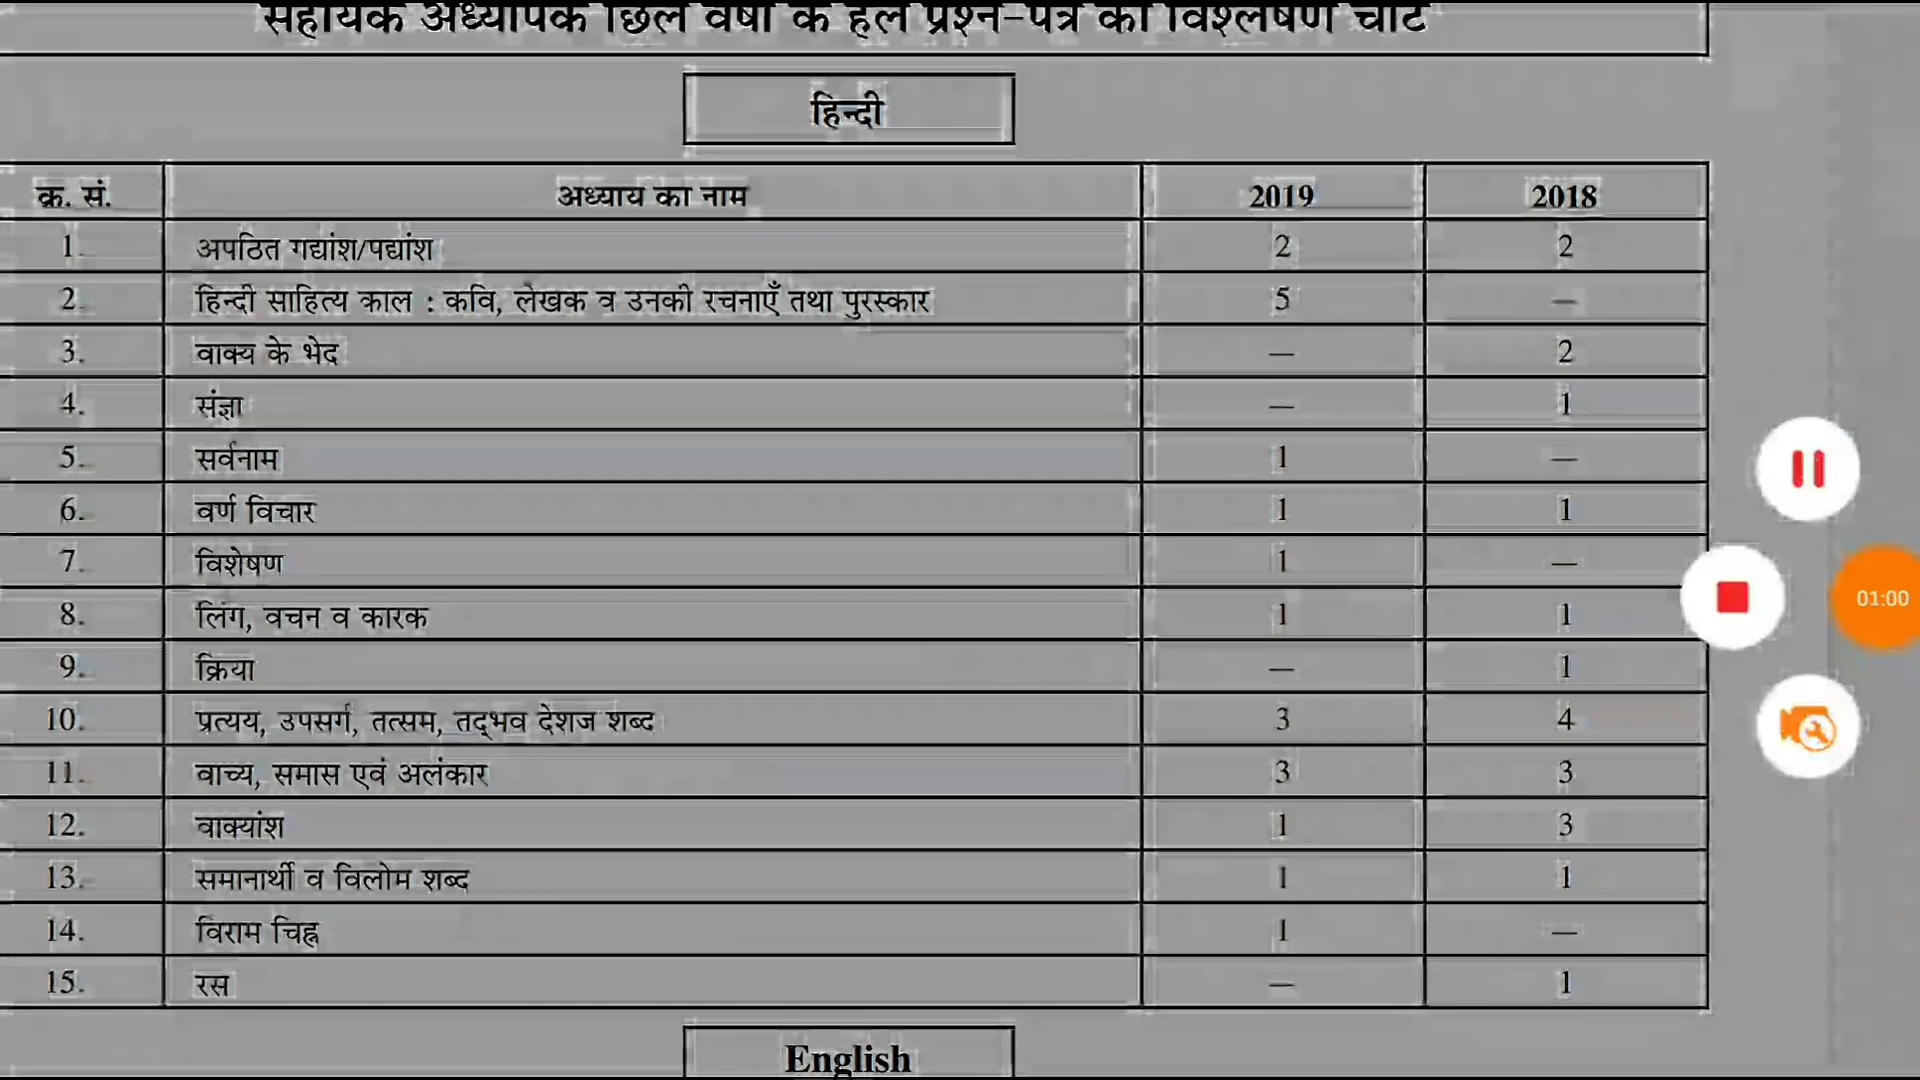 सहायक अध्यापक छिले वर्षों के हल प्रश्न-पत्र का विश्लेषण चार्ट
हिन्दी
क्र. सं. अध्याय का नाम 2019 2018
1. अपठित गद्यांश/पद्यांश 2 2
2. हिन्दी साहित्य काल : कवि, लेखक व उनकी रचनाएँ तथा पुरस्कार 5 —
3. वाक्य के भेद — 2
4. संज्ञा — 1
5. सर्वनाम 1 —
6. वर्ण विचार 1 1
7. विशेषण 1 —
8. लिंग, वचन व कारक 1 1
9. क्रिया — 1
10. प्रत्यय, उपसर्ग, तत्सम, तद्भव देशज शब्द 3 4
11. वाच्य, समास एवं अलंकार 3 3
12. वाक्यांश 1 3
13. समानार्थी व विलोम शब्द 1 1
14. विराम चिह्न 1 —
15. रस — 1
01:00
English